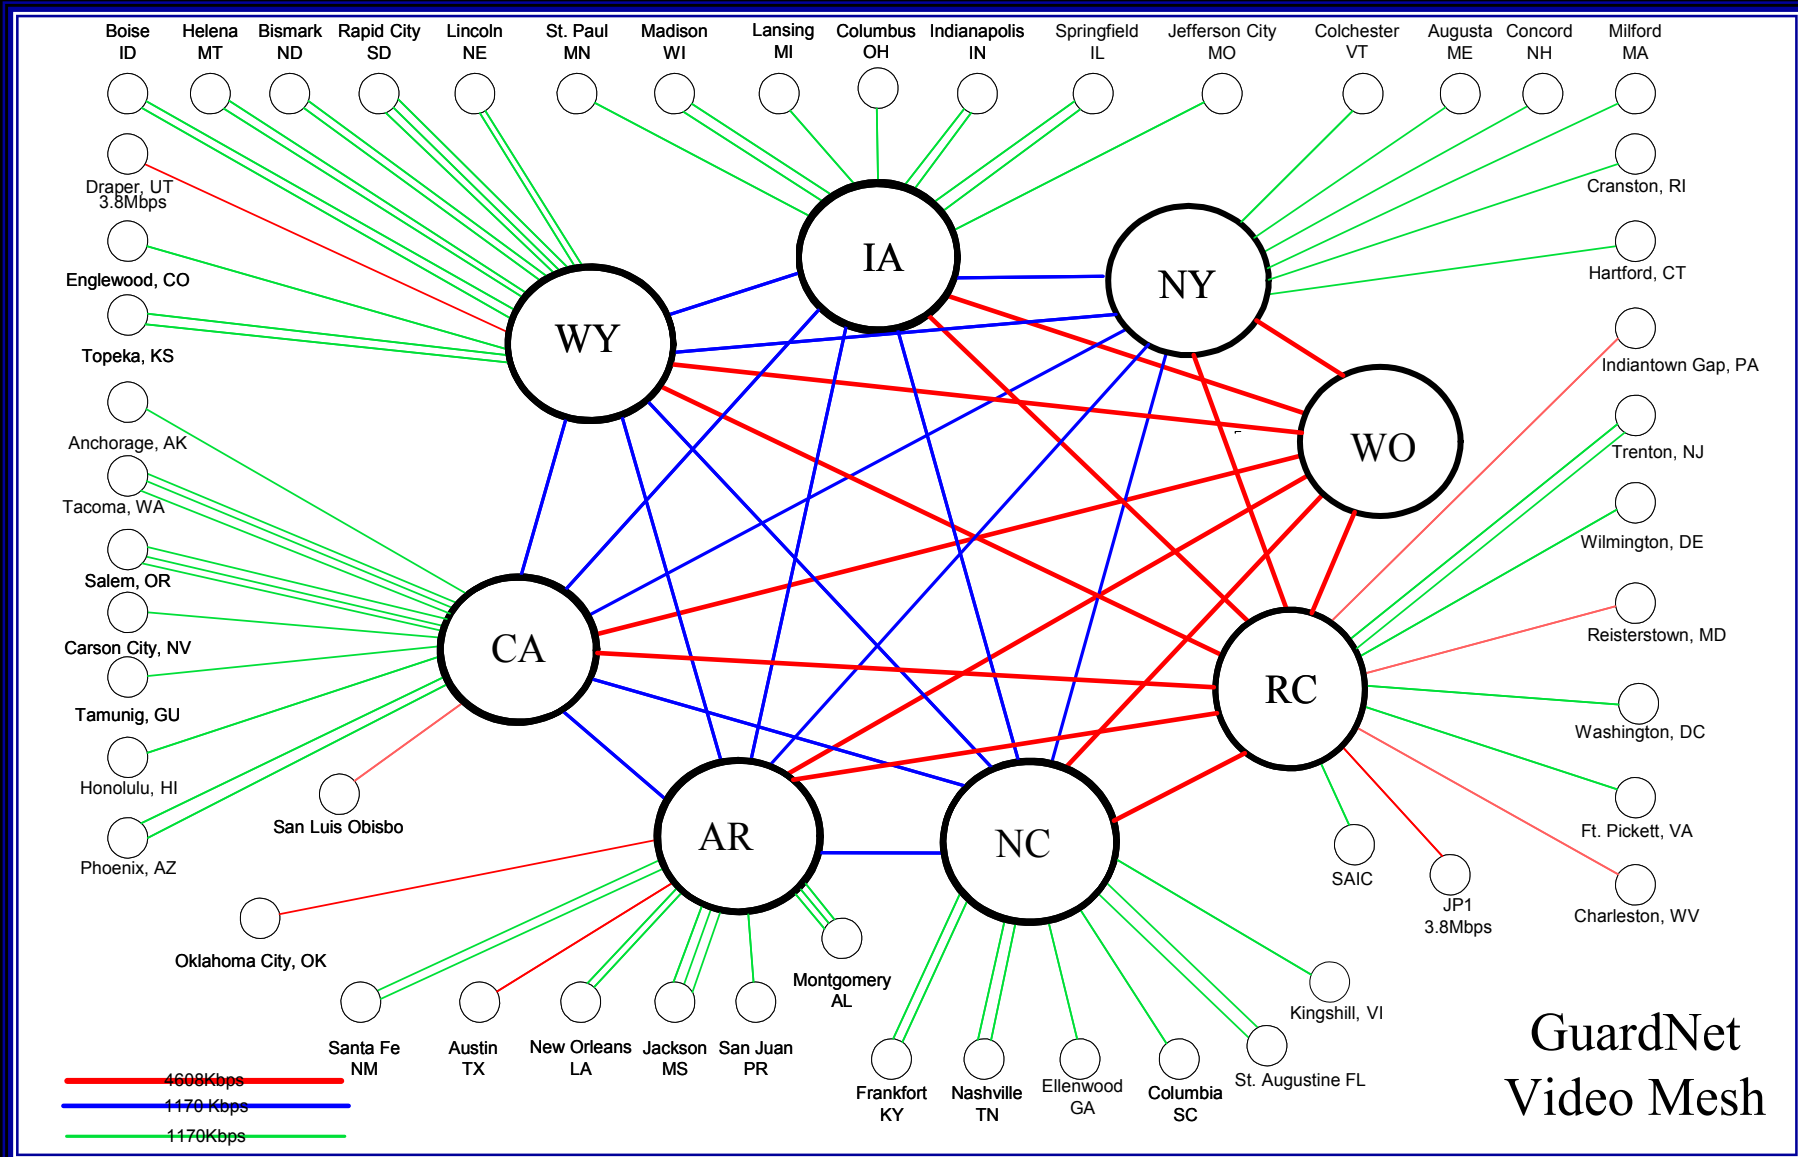 Boise
ID
Helena
MT
Bismark
ND
Rapid City
SD
Lincoln
NE
St. Paul
MN
Madison
WI
Lansing
MI
Columbus
OH
Indianapolis
IN
Springfield
IL
Jefferson City
MO
Colchester
VT
Augusta
ME
Concord
NH
Milford
MA
Draper, UT
3.8Mbps
Englewood, CO
Topeka, KS
Anchorage, AK
Tacoma, WA
Salem, OR
Carson City, NV
Tamunig, GU
Honolulu, HI
Phoenix, AZ
San Luis Obisbo
Oklahoma City, OK
WY
IA
NY
WO
CA
RC
AR
NC
Cranston, RI
Hartford, CT
Indiantown Gap, PA
Trenton, NJ
Wilmington, DE
Reisterstown, MD
Washington, DC
Ft. Pickett, VA
Charleston, WV
SAIC
JP1
3.8Mbps
Santa Fe
NM
Austin
TX
New Orleans
LA
Jackson
MS
San Juan
PR
Montgomery
AL
Frankfort
KY
Nashville
TN
Ellenwood
GA
Columbia
SC
St. Augustine FL
Kingshill, VI
4608Kbps
1170 Kbps
1170Kbps
GuardNet
Video Mesh